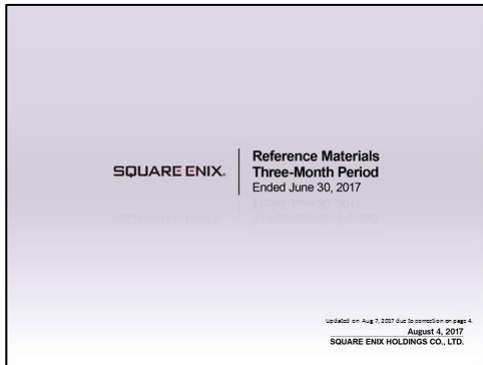 SQUARE ENIX®
Reference Materials
Three-Month Period
Ended June 30, 2017
Updated on Aug 7, 2017 due to correction on page 4.
August 4, 2017
SQUARE ENIX HOLDINGS CO., LTD.